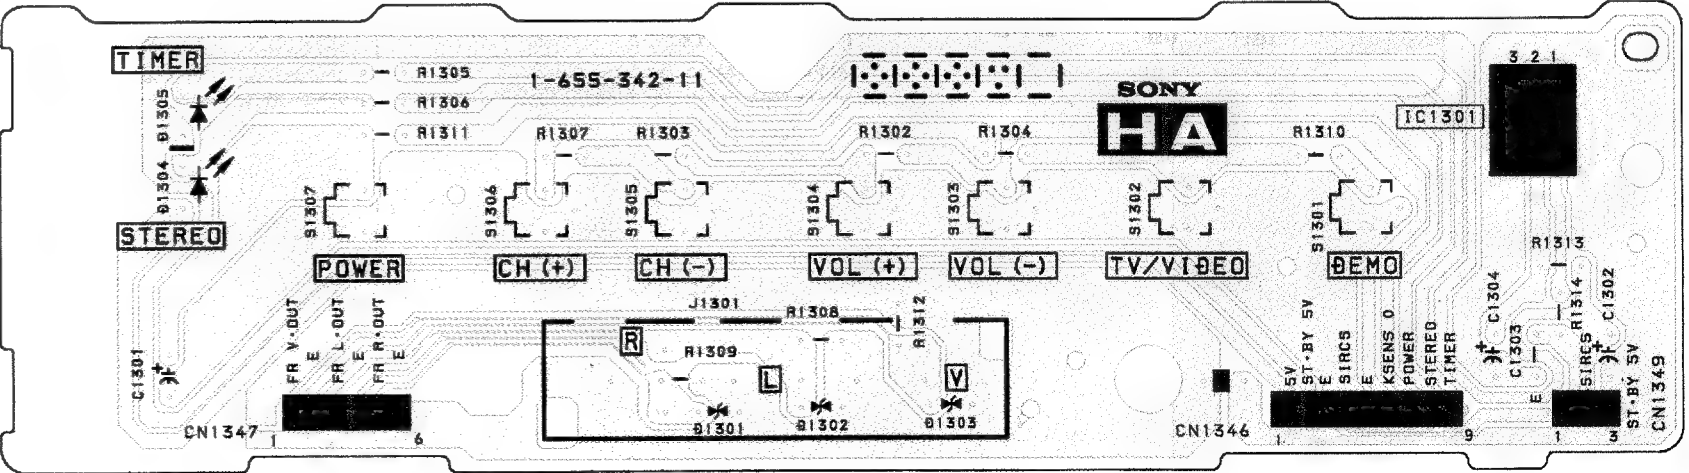 TIMER
D1305
D1304
STEREO
R1305
R1306
R1311
1-655-342-11
R1307
R1303
R1302
R1304
SONY
HA
R1310
IC1301
3 2 1
S1307
S1306
S1305
S1304
S1303
S1302
S1301
POWER
CH (+)
CH (-)
VOL (+)
VOL (-)
TV/VIDEO
DEMO
R1313
C1304
R1314
C1302
C1303
C1301
FR V·OUT
E
FR L·OUT
E
FR R·OUT
E
CN1347
1
6
J1301
R1308
R1312
R
R1309
L
V
D1301
D1302
D1303
5V
ST·BY 5V
E
SIRCS
E
KSENS 0
POWER
STEREO
TIMER
CN1346
1
9
E
SIRCS
ST·BY 5V
CN1349
1
3